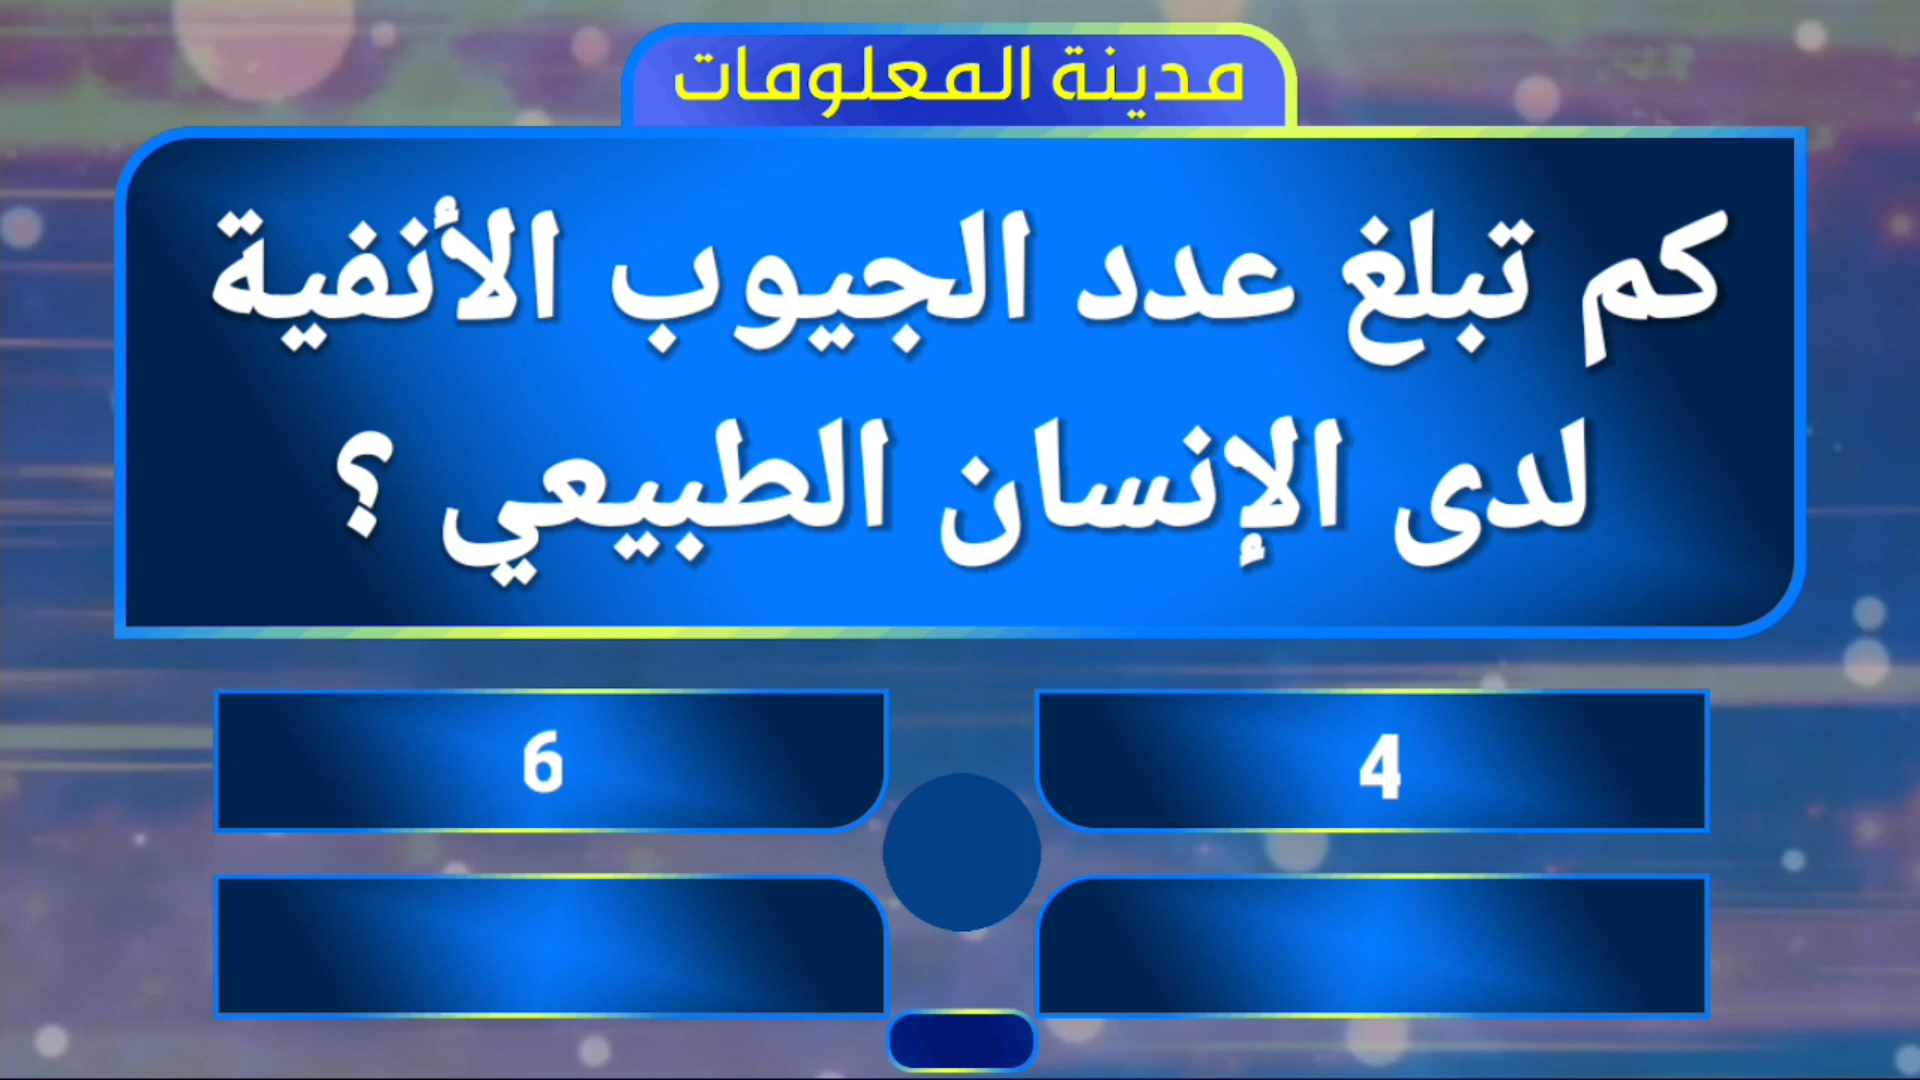 مدينة المعلومات
كم تبلغ عدد الجيوب الأنفية
لدى الإنسان الطبيعي ؟
4
6